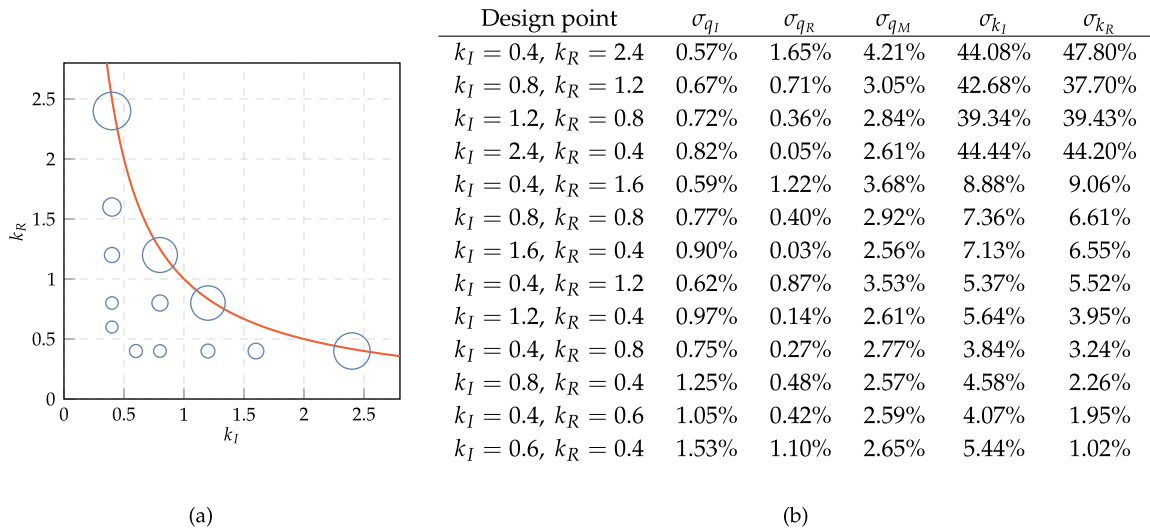 2.5
2
1.5
1
0.5
0
0 0.5 1 1.5 2 2.5
k_R
k_I
(a)
Design point σ_{q_I} σ_{q_R} σ_{q_M} σ_{k_I} σ_{k_R}
k_I = 0.4, k_R = 2.4 0.57% 1.65% 4.21% 44.08% 47.80%
k_I = 0.8, k_R = 1.2 0.67% 0.71% 3.05% 42.68% 37.70%
k_I = 1.2, k_R = 0.8 0.72% 0.36% 2.84% 39.34% 39.43%
k_I = 2.4, k_R = 0.4 0.82% 0.05% 2.61% 44.44% 44.20%
k_I = 0.4, k_R = 1.6 0.59% 1.22% 3.68% 8.88% 9.06%
k_I = 0.8, k_R = 0.8 0.77% 0.40% 2.92% 7.36% 6.61%
k_I = 1.6, k_R = 0.4 0.90% 0.03% 2.56% 7.13% 6.55%
k_I = 0.4, k_R = 1.2 0.62% 0.87% 3.53% 5.37% 5.52%
k_I = 1.2, k_R = 0.4 0.97% 0.14% 2.61% 5.64% 3.95%
k_I = 0.4, k_R = 0.8 0.75% 0.27% 2.77% 3.84% 3.24%
k_I = 0.8, k_R = 0.4 1.25% 0.48% 2.57% 4.58% 2.26%
k_I = 0.4, k_R = 0.6 1.05% 0.42% 2.59% 4.07% 1.95%
k_I = 0.6, k_R = 0.4 1.53% 1.10% 2.65% 5.44% 1.02%
(b)